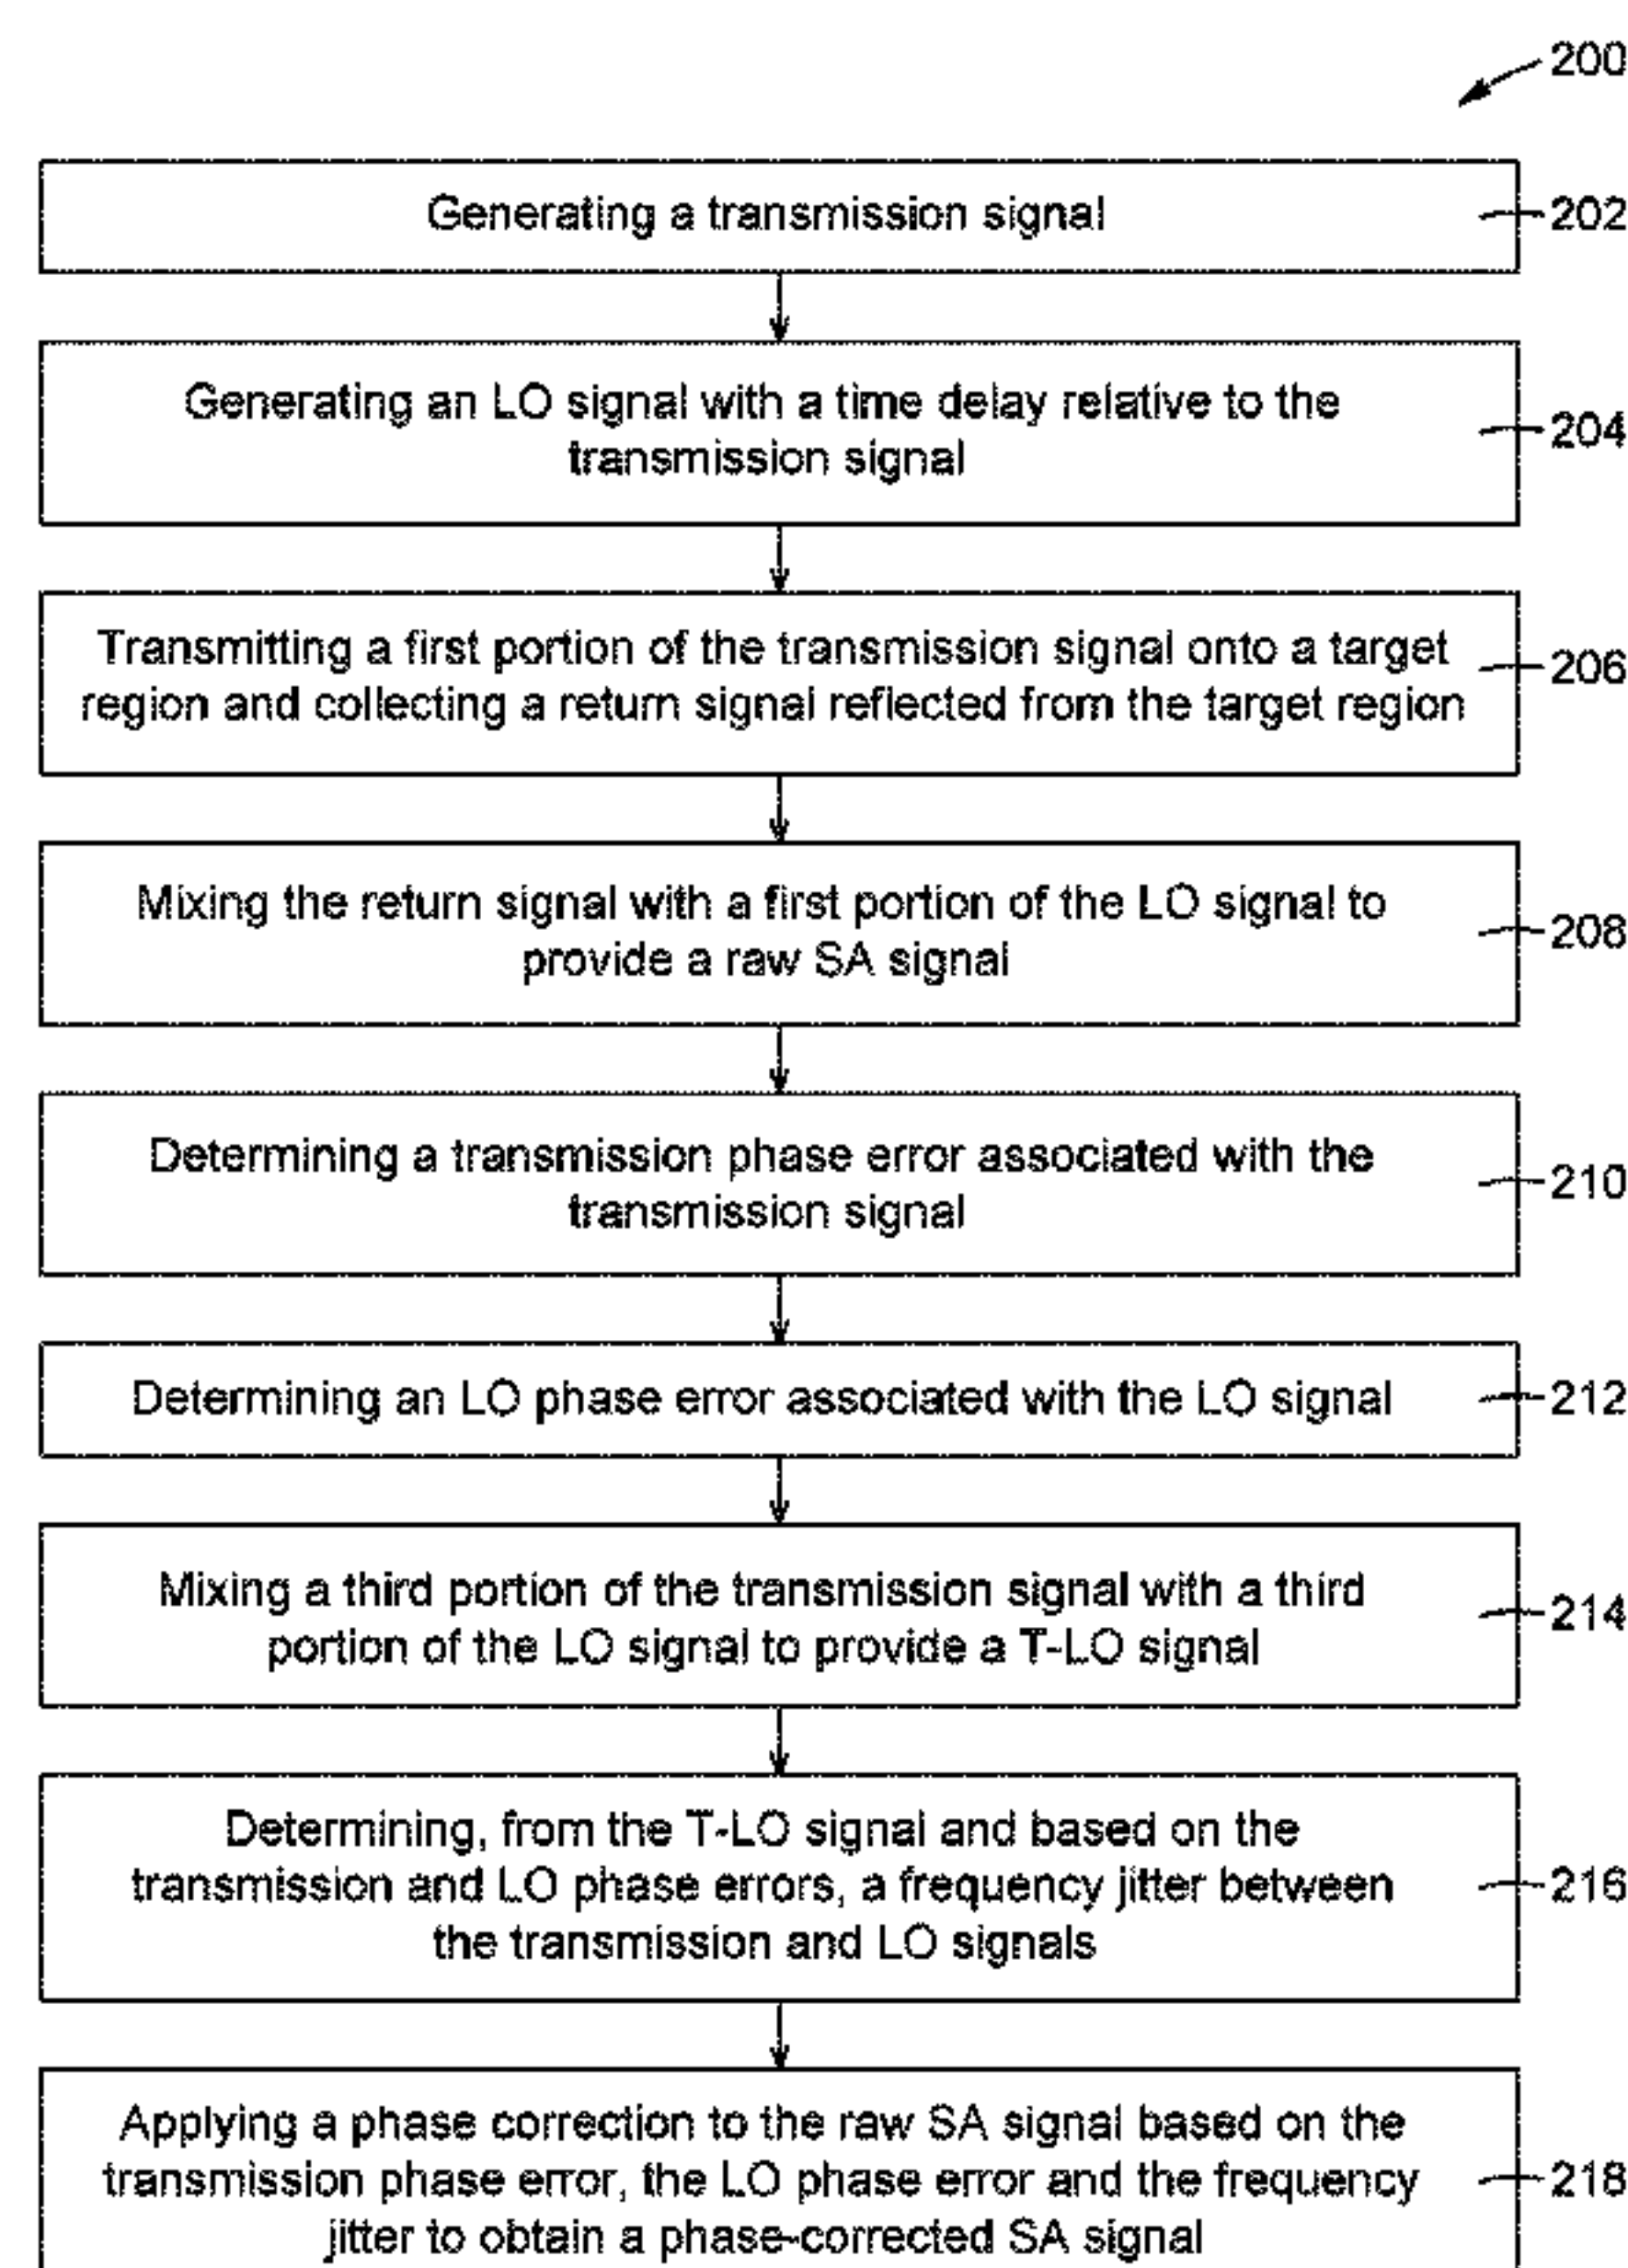 200
Generating a transmission signal
202
Generating an LO signal with a time delay relative to the
transmission signal
204
Transmitting a first portion of the transmission signal onto a target
region and collecting a return signal reflected from the target region
206
Mixing the return signal with a first portion of the LO signal to
provide a raw SA signal
208
Determining a transmission phase error associated with the
transmission signal
210
Determining an LO phase error associated with the LO signal
212
Mixing a third portion of the transmission signal with a third
portion of the LO signal to provide a T-LO signal
214
Determining, from the T-LO signal and based on the
transmission and LO phase errors, a frequency jitter between
the transmission and LO signals
216
Applying a phase correction to the raw SA signal based on the
transmission phase error, the LO phase error and the frequency
jitter to obtain a phase-corrected SA signal
218